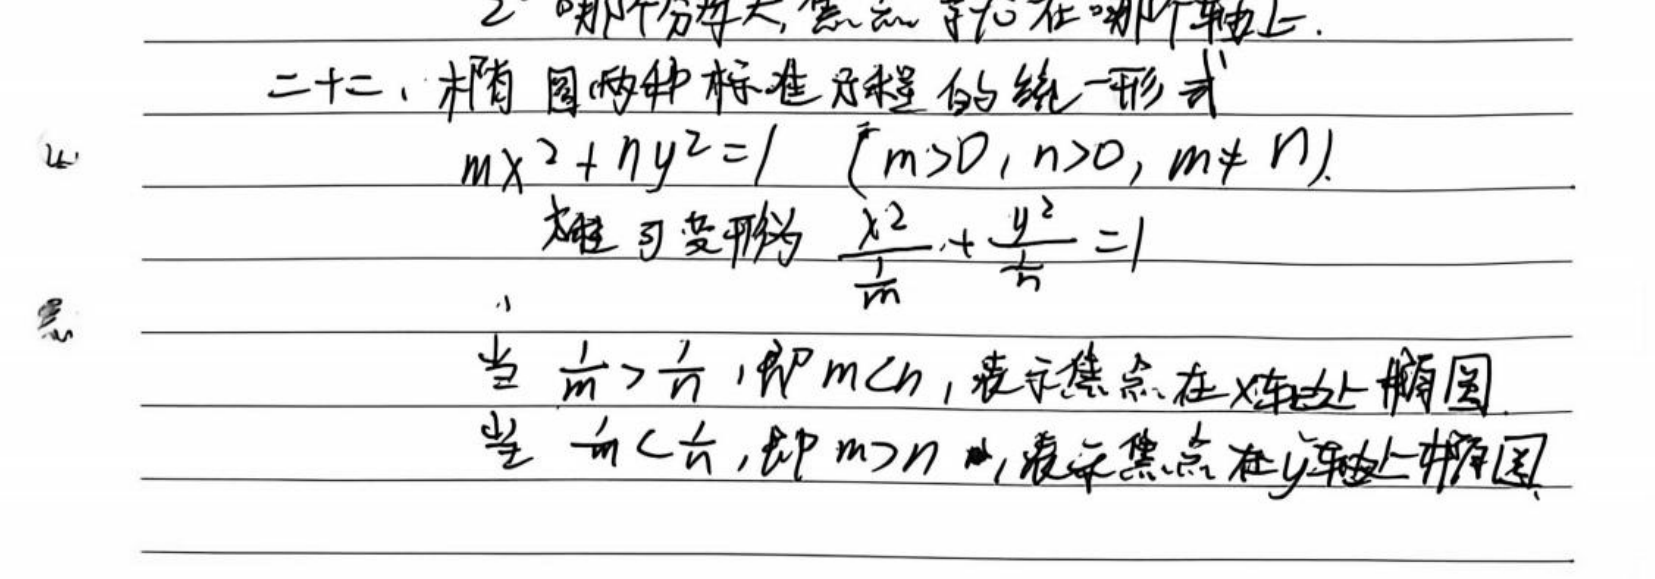 2° 哪个分母大,焦点就在哪个轴上.
二十二、椭圆两种标准方程的统一形式
mx²+ny²=1 (m>0, n>0, m≠n).
可变形为 x²/(1/m) + y²/(1/n) =1
当 1/m > 1/n ,即 m<n ,表示焦点在x轴上椭圆.
当 1/m < 1/n ,即 m>n ,表示焦点在y轴上椭圆.